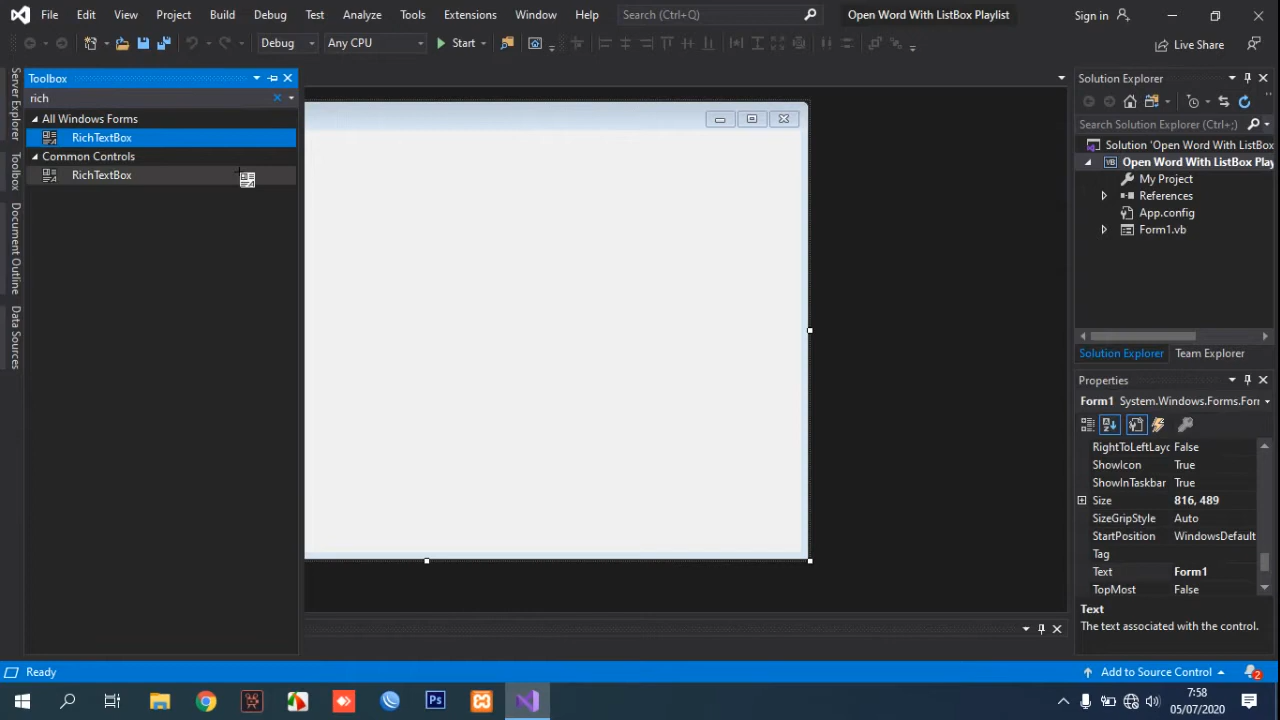 File Edit View Project Build Debug Test Analyze Tools Extensions Window Help Search (Ctrl+Q) Open Word With ListBox Playlist Sign in
Debug Any CPU Start Live Share
Server Explorer
Toolbox
Document Outline
Data Sources
Toolbox
rich
All Windows Forms
RichTextBox
Common Controls
RichTextBox
Solution Explorer
Search Solution Explorer (Ctrl+;)
Solution 'Open Word With ListBox
Open Word With ListBox Play
VB
My Project
References
App.config
Form1.vb
Solution Explorer Team Explorer
Properties
Form1 System.Windows.Forms.For
RightToLeftLayc False
ShowIcon True
ShowInTaskbar True
Size 816, 489
SizeGripStyle Auto
StartPosition WindowsDefault
Tag
Text Form1
TopMost False
Text
The text associated with the control.
Ready Add to Source Control 2
Ps
7:58
05/07/2020